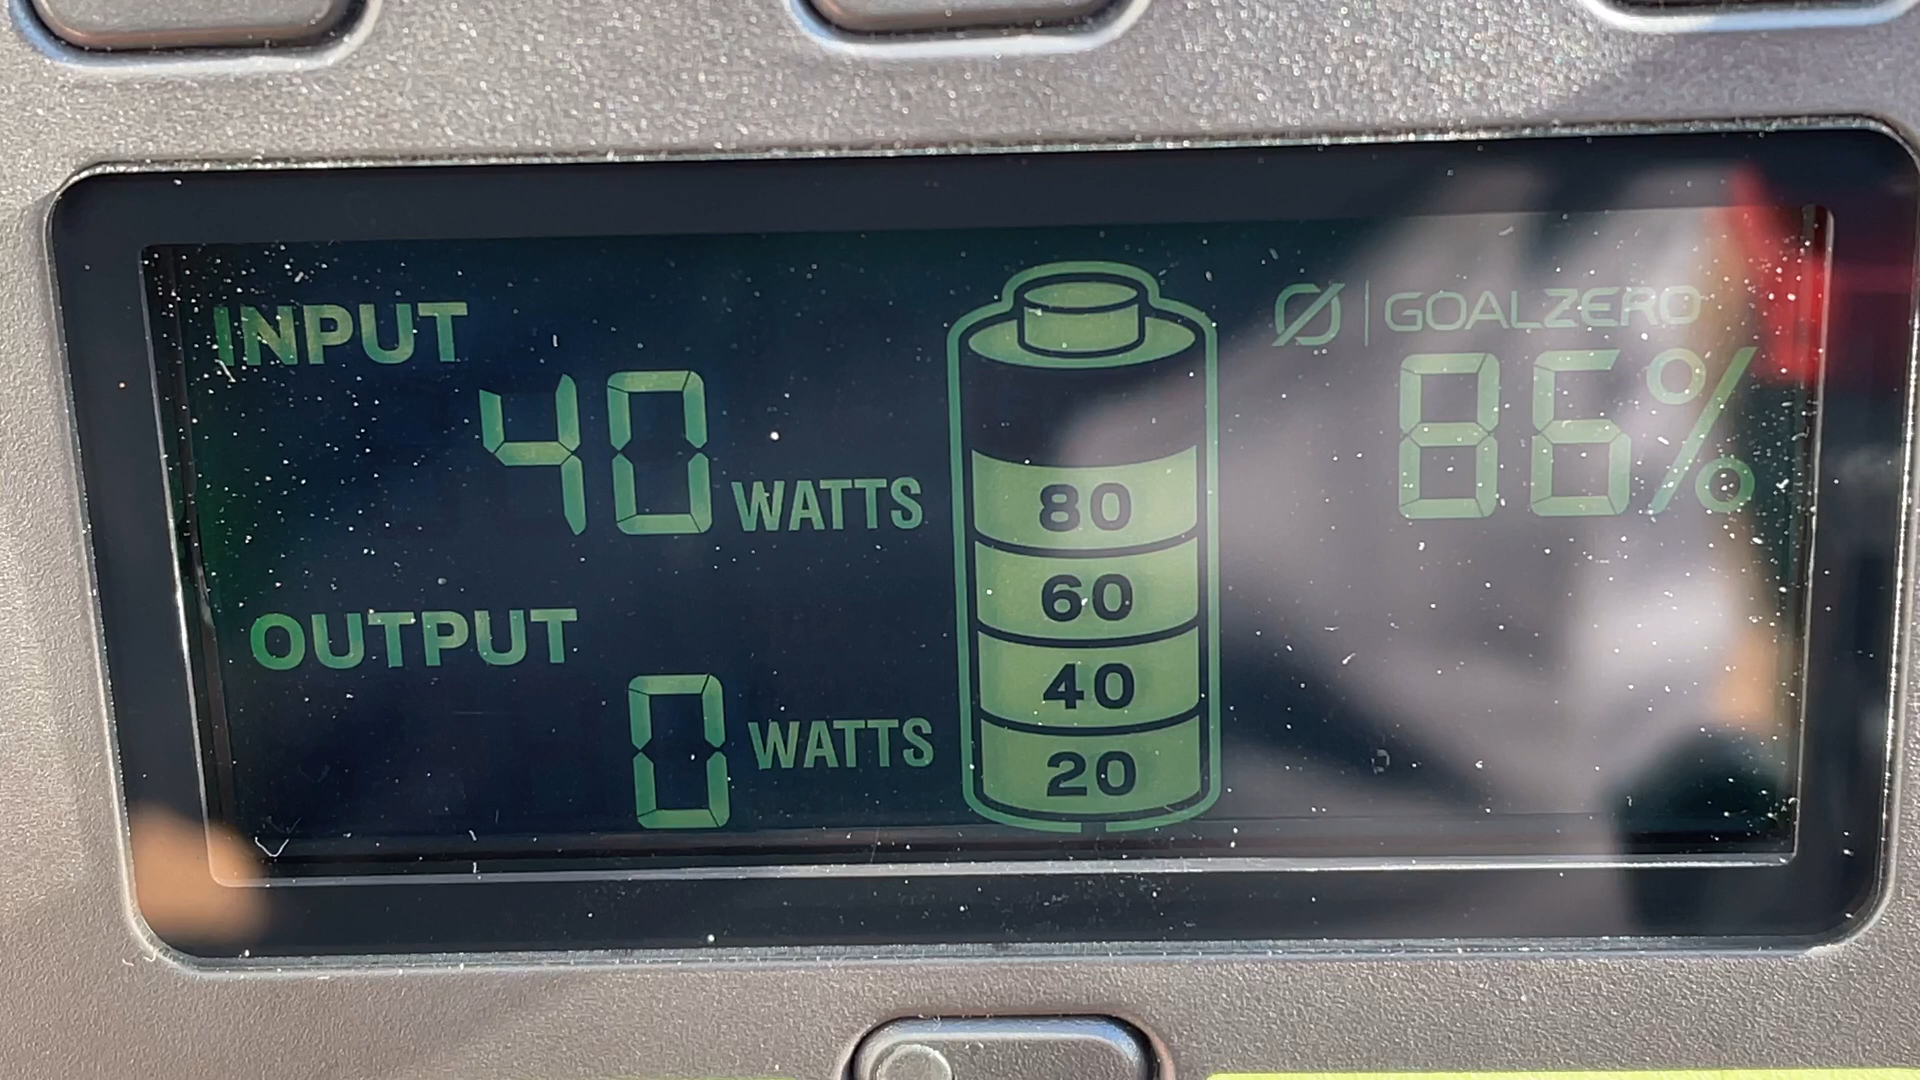 INPUT
40 WATTS
OUTPUT
0 WATTS
80
60
40
20
GOALZERO
86%